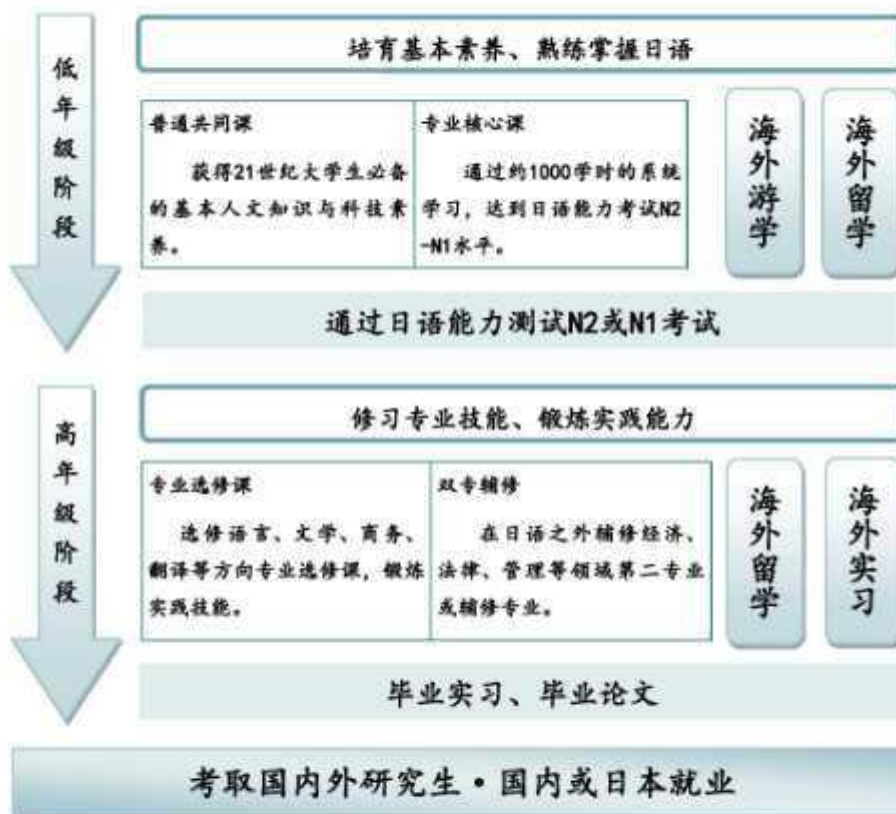 低年级阶段
培育基本素养、熟练掌握日语
普通共同课
获得21世纪大学生必备
的基本人文知识与科技素
养。
专业核心课
通过约1000学时的系统
学习，达到日语能力考试N2
-N1水平。
海外游学
海外留学
通过日语能力测试N2或N1考试
高年级阶段
修习专业技能、锻炼实践能力
专业选修课
选修语言、文学、商务、
翻译等方向专业选修课，锻炼
实践技能。
双专辅修
在日语之外辅修经济、
法律、管理等领域第二专业
或辅修专业。
海外留学
海外实习
毕业实习、毕业论文
考取国内外研究生·国内或日本就业